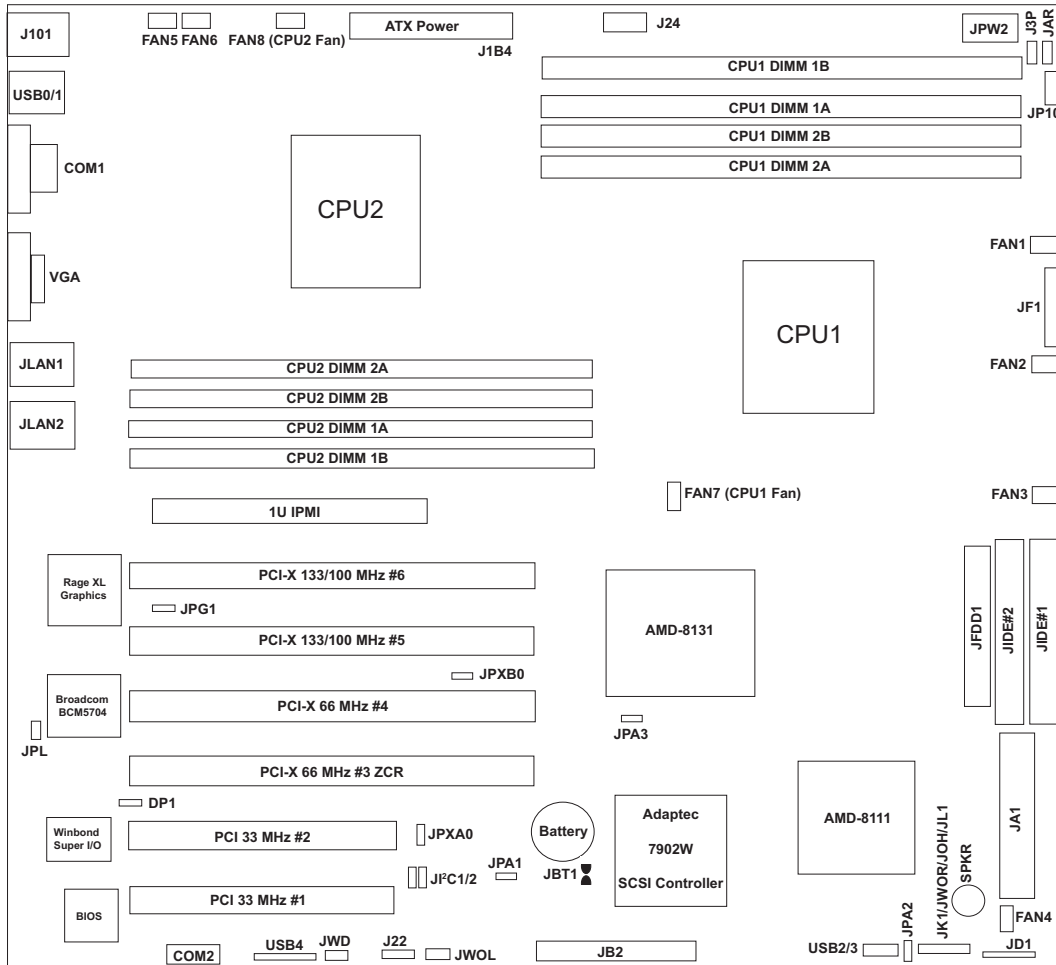 J101
FAN5
FAN6
FAN8 (CPU2 Fan)
ATX Power
J1B4
J24
JPW2
J3P
JAR
USB0/1
CPU1 DIMM 1B
CPU1 DIMM 1A
JP10
CPU1 DIMM 2B
CPU1 DIMM 2A
COM1
CPU2
FAN1
VGA
JF1
CPU1
JLAN1
FAN2
CPU2 DIMM 2A
CPU2 DIMM 2B
JLAN2
CPU2 DIMM 1A
CPU2 DIMM 1B
FAN7 (CPU1 Fan)
FAN3
1U IPMI
Rage XL
Graphics
PCI-X 133/100 MHz #6
JPG1
AMD-8131
JFDD1
JIDE#2
JIDE#1
PCI-X 133/100 MHz #5
JPXB0
Broadcom
BCM5704
PCI-X 66 MHz #4
JPL
JPA3
PCI-X 66 MHz #3 ZCR
DP1
Winbond
Super I/O
PCI 33 MHz #2
JPXA0
Battery
Adaptec
7902W
SCSI Controller
AMD-8111
JA1
JPA1
JBT1
JI²C1/2
JK1/JWOR/JOH/JL1
SPKR
BIOS
PCI 33 MHz #1
FAN4
JPA2
COM2
USB4
JWD
J22
JWOL
JB2
USB2/3
JD1